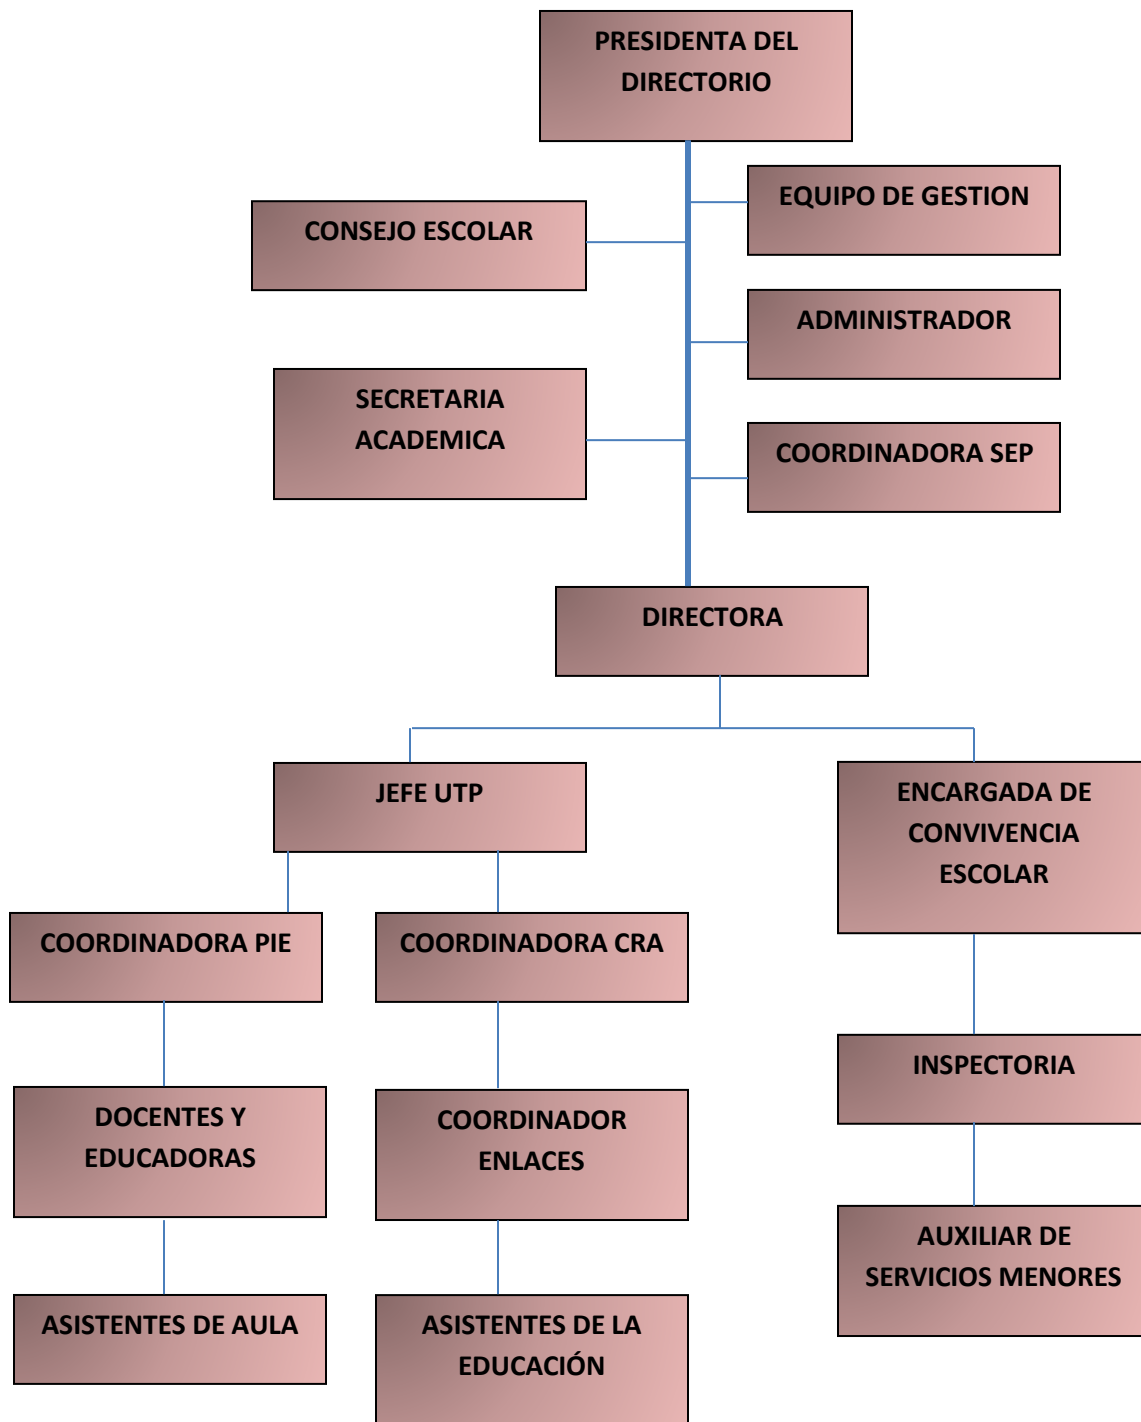 PRESIDENTA DEL
DIRECTORIO
EQUIPO DE GESTION
CONSEJO ESCOLAR
ADMINISTRADOR
SECRETARIA
ACADEMICA
COORDINADORA SEP
DIRECTORA
JEFE UTP
ENCARGADA DE
CONVIVENCIA
ESCOLAR
COORDINADORA PIE
COORDINADORA CRA
INSPECTORIA
DOCENTES Y
EDUCADORAS
COORDINADOR
ENLACES
AUXILIAR DE
SERVICIOS MENORES
ASISTENTES DE AULA
ASISTENTES DE LA
EDUCACIÓN